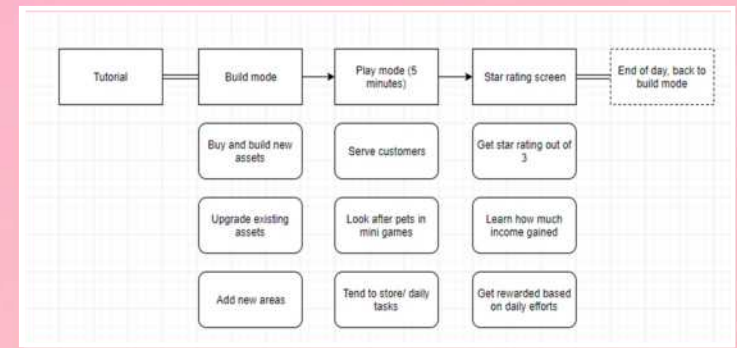 Tutorial
Build mode
Play mode (5
minutes)
Star rating screen
End of day, back to
build mode
Buy and build new
assets
Serve customers
Get star rating out of
3
Upgrade existing
assets
Look after pets in
mini games
Learn how much
income gained
Add new areas
Tend to store/ daily
tasks
Get rewarded based
on daily efforts